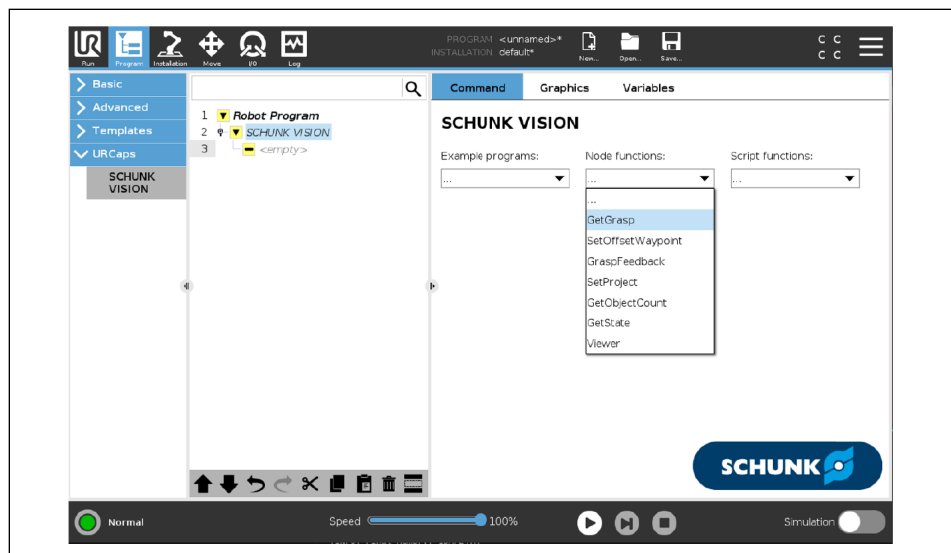 PROGRAM <unnamed>*
INSTALLATION default*
C C
C C
Run Program Installation Move I/O Log New... Open... Save...
Basic
Advanced
Templates
URCaps
SCHUNK
VISION
1 Robot Program
2 SCHUNK VISION
3 <empty>
Command Graphics Variables
SCHUNK VISION
Example programs: Node functions: Script functions:
... ... ...
...
GetGrasp
SetOffsetWaypoint
GraspFeedback
SetProject
GetObjectCount
GetState
Viewer
SCHUNK
Normal Speed 100% Simulation